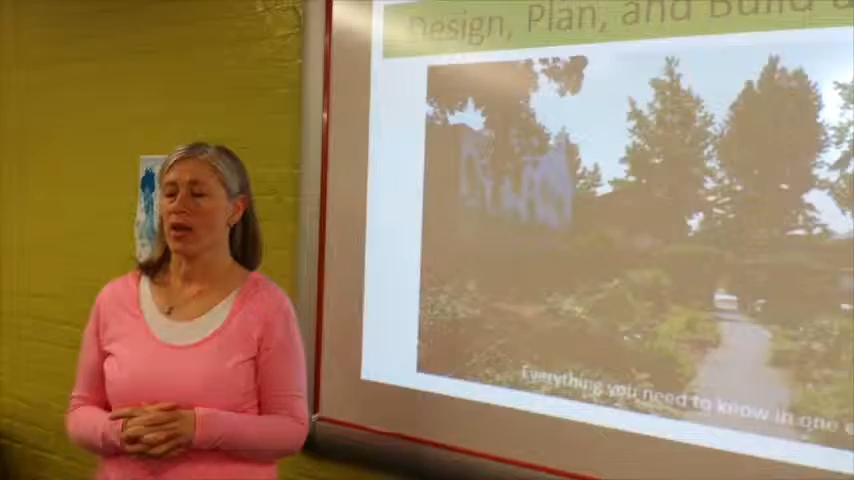 Design, Plan, and Build a
Everything you need to know in one e